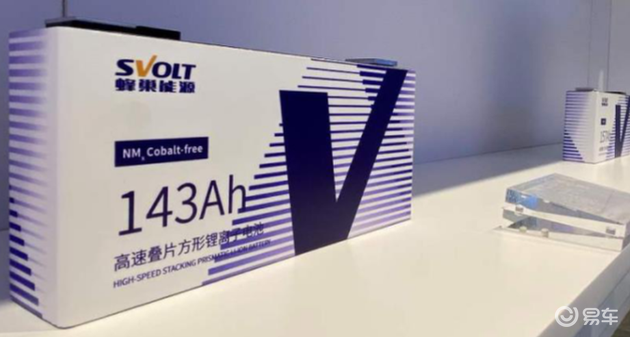 SVOLT
蜂巢能源
NMx Cobalt-free
143Ah
高速叠片方形锂离子电池
HIGH-SPEED STACKING PRISMATIC LI-ION BATTERY
V
易车